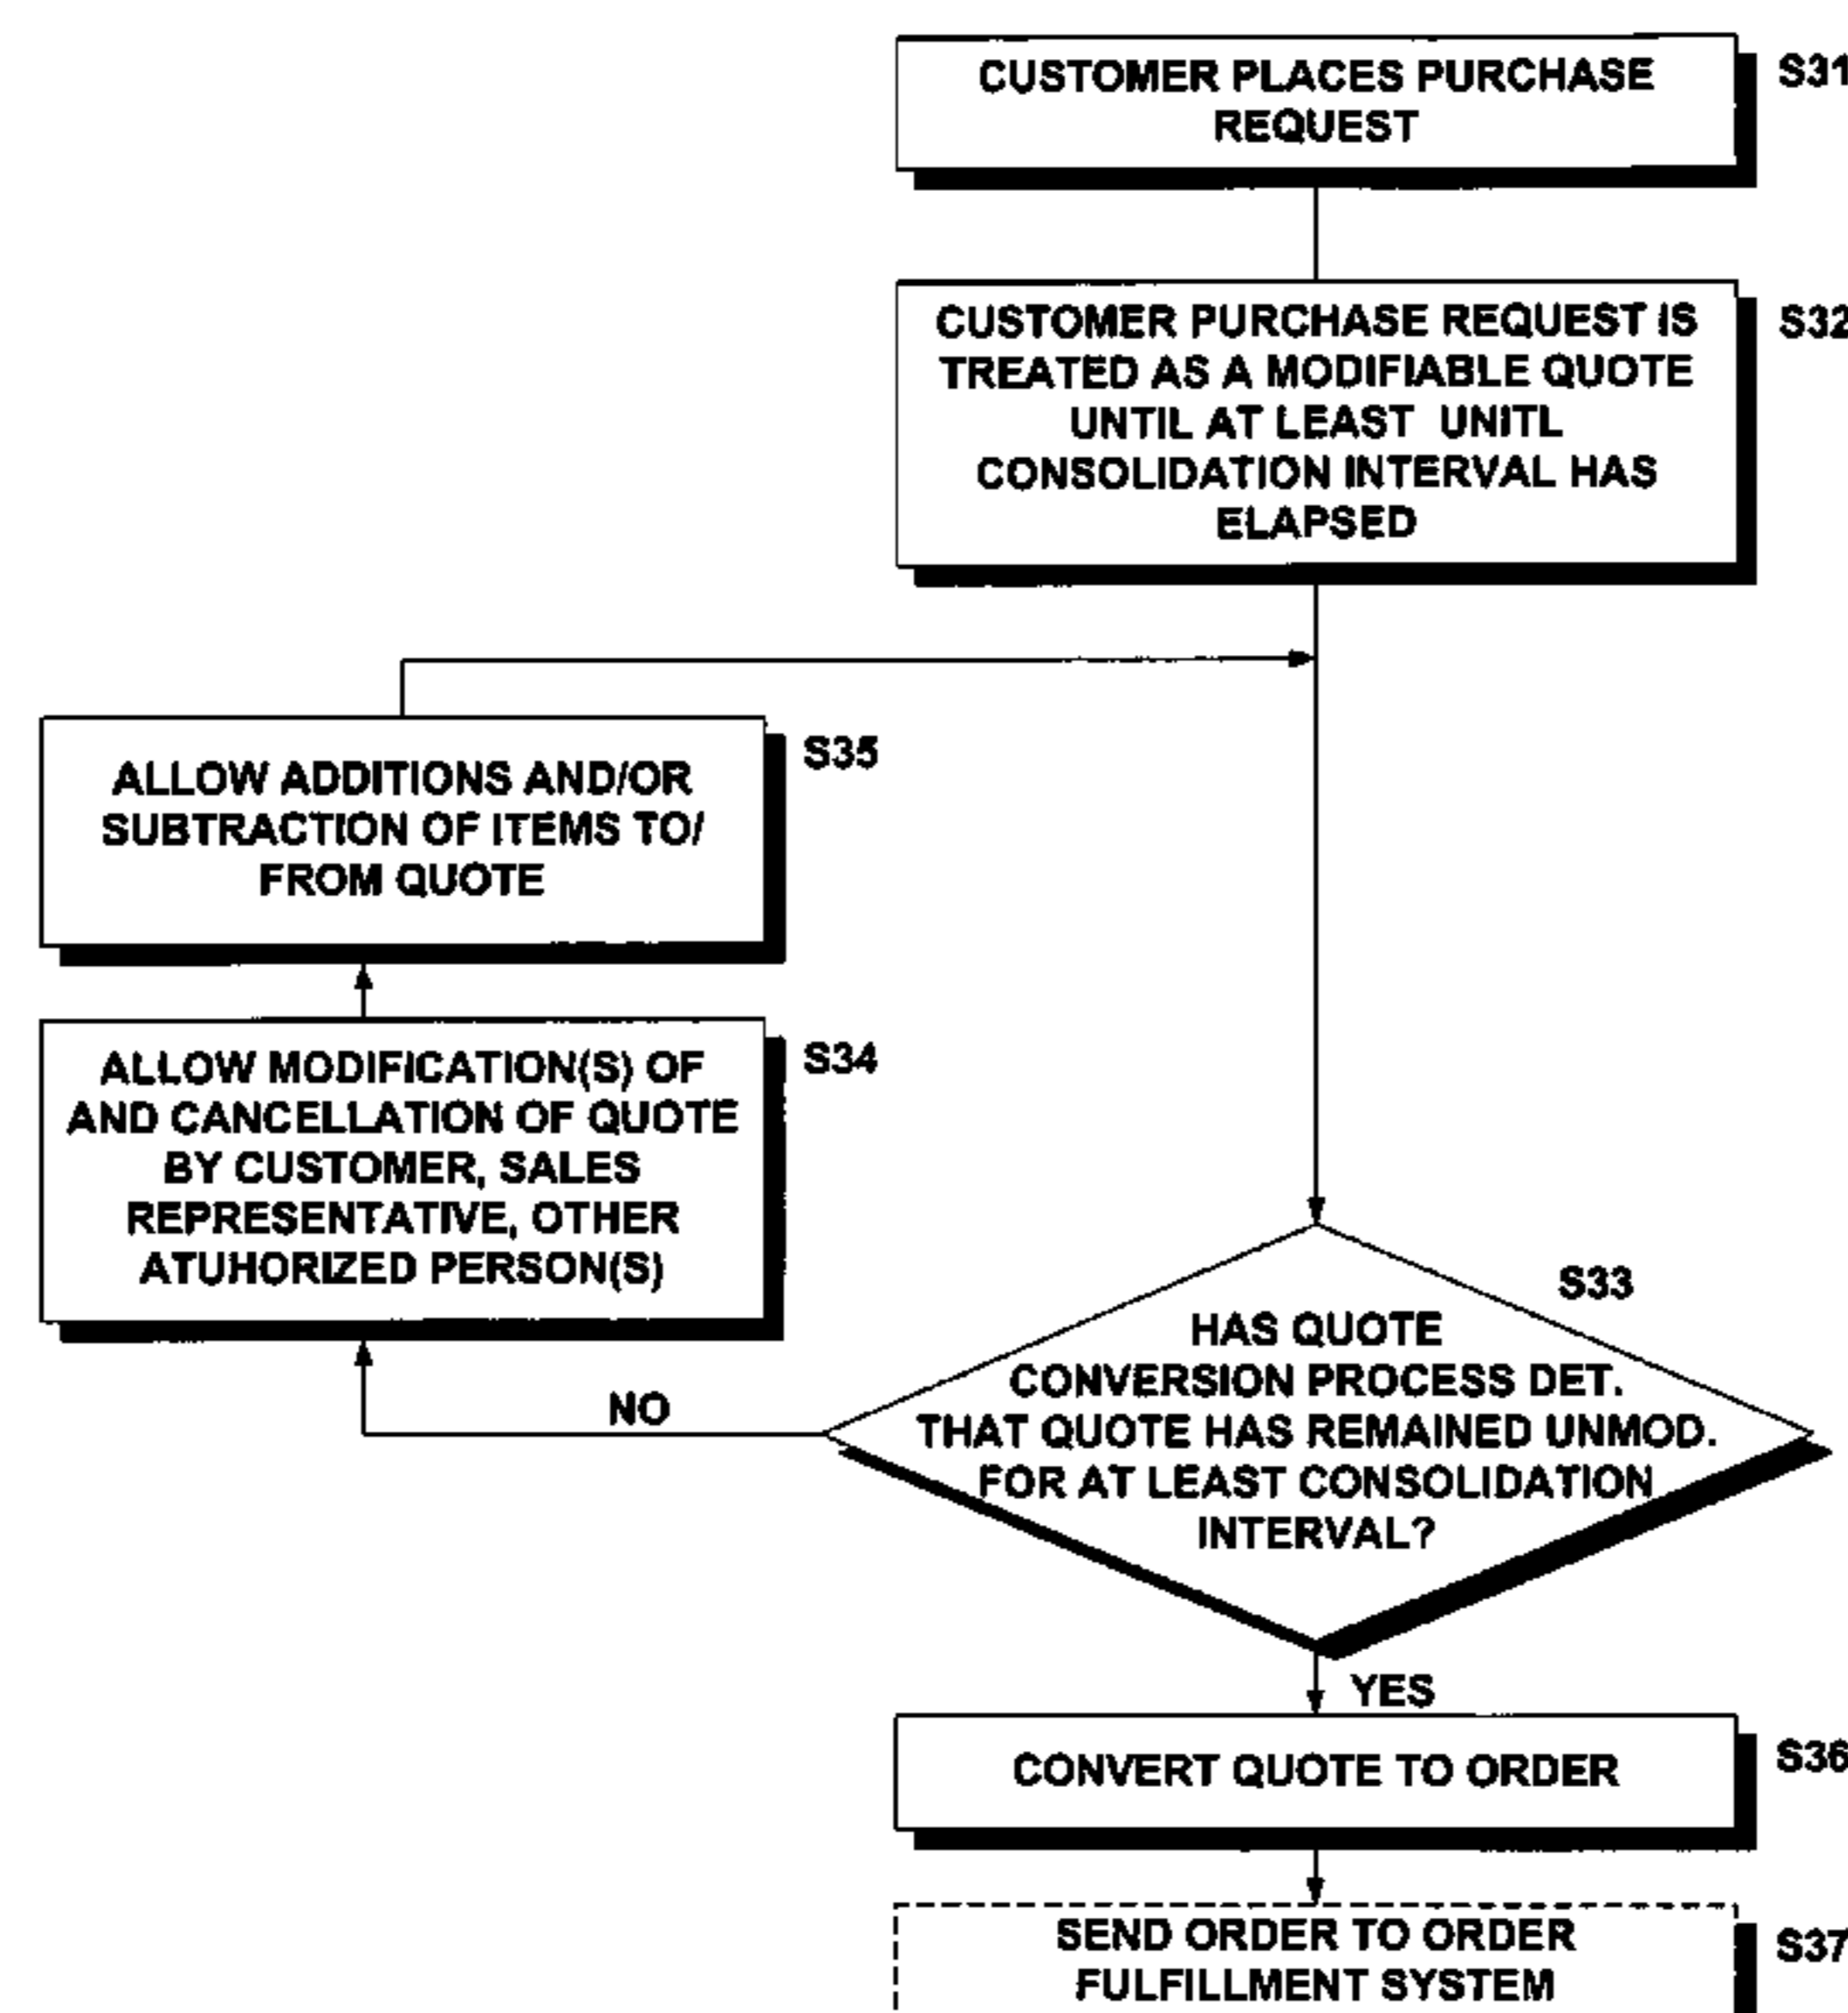 CUSTOMER PLACES PURCHASE
REQUEST
S31
CUSTOMER PURCHASE REQUEST IS
TREATED AS A MODIFIABLE QUOTE
UNTIL AT LEAST UNITL
CONSOLIDATION INTERVAL HAS
ELAPSED
S32
ALLOW ADDITIONS AND/OR
SUBTRACTION OF ITEMS TO/
FROM QUOTE
S35
ALLOW MODIFICATION(S) OF
AND CANCELLATION OF QUOTE
BY CUSTOMER, SALES
REPRESENTATIVE, OTHER
ATUHORIZED PERSON(S)
S34
S33
HAS QUOTE
CONVERSION PROCESS DET.
THAT QUOTE HAS REMAINED UNMOD.
FOR AT LEAST CONSOLIDATION
INTERVAL?
NO
YES
CONVERT QUOTE TO ORDER
S36
SEND ORDER TO ORDER
FULFILLMENT SYSTEM
S37